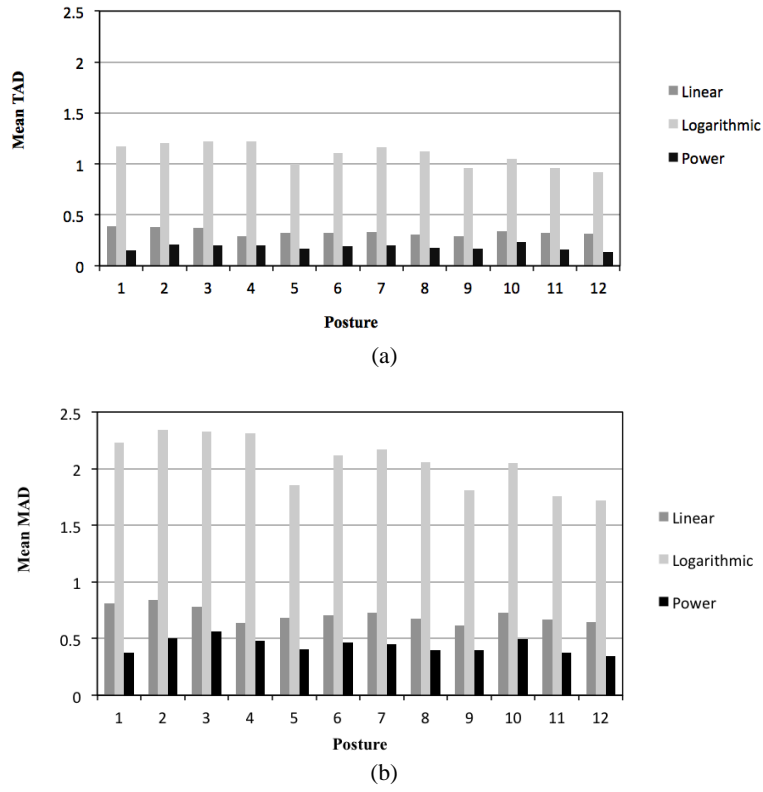 2.5
2
1.5
1
0.5
0
Mean TAD
1 2 3 4 5 6 7 8 9 10 11 12
Posture
Linear
Logarithmic
Power
(a)
2.5
2
1.5
1
0.5
0
Mean MAD
1 2 3 4 5 6 7 8 9 10 11 12
Posture
Linear
Logarithmic
Power
(b)